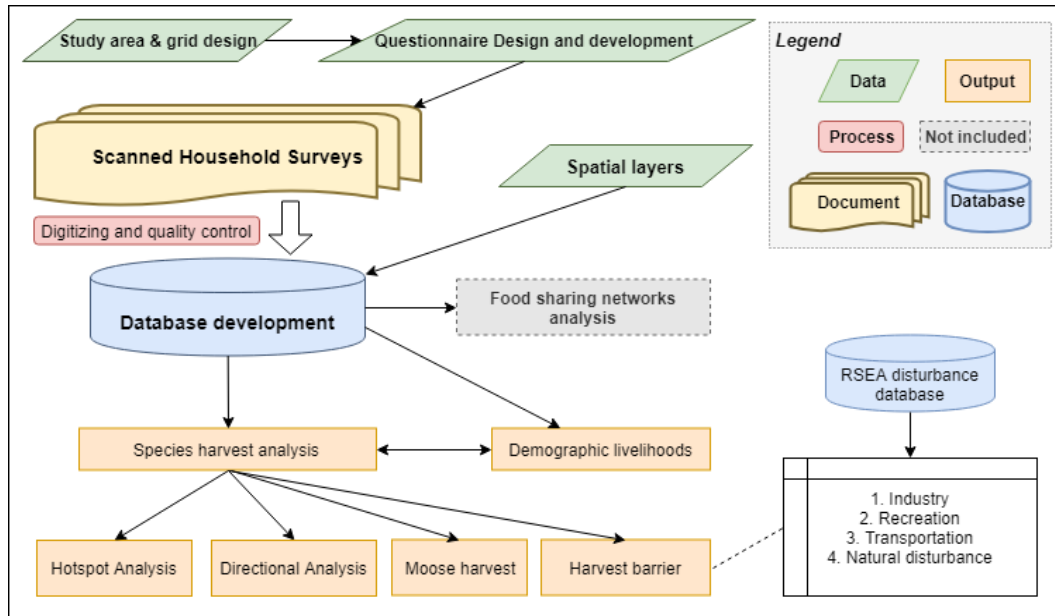 Study area & grid design
Questionnaire Design and development
Legend
Data
Output
Process
Not included
Document
Database
Scanned Household Surveys
Spatial layers
Digitizing and quality control
Database development
Food sharing networks
analysis
RSEA disturbance
database
Species harvest analysis
Demographic livelihoods
1. Industry
2. Recreation
3. Transportation
4. Natural disturbance
Hotspot Analysis
Directional Analysis
Moose harvest
Harvest barrier